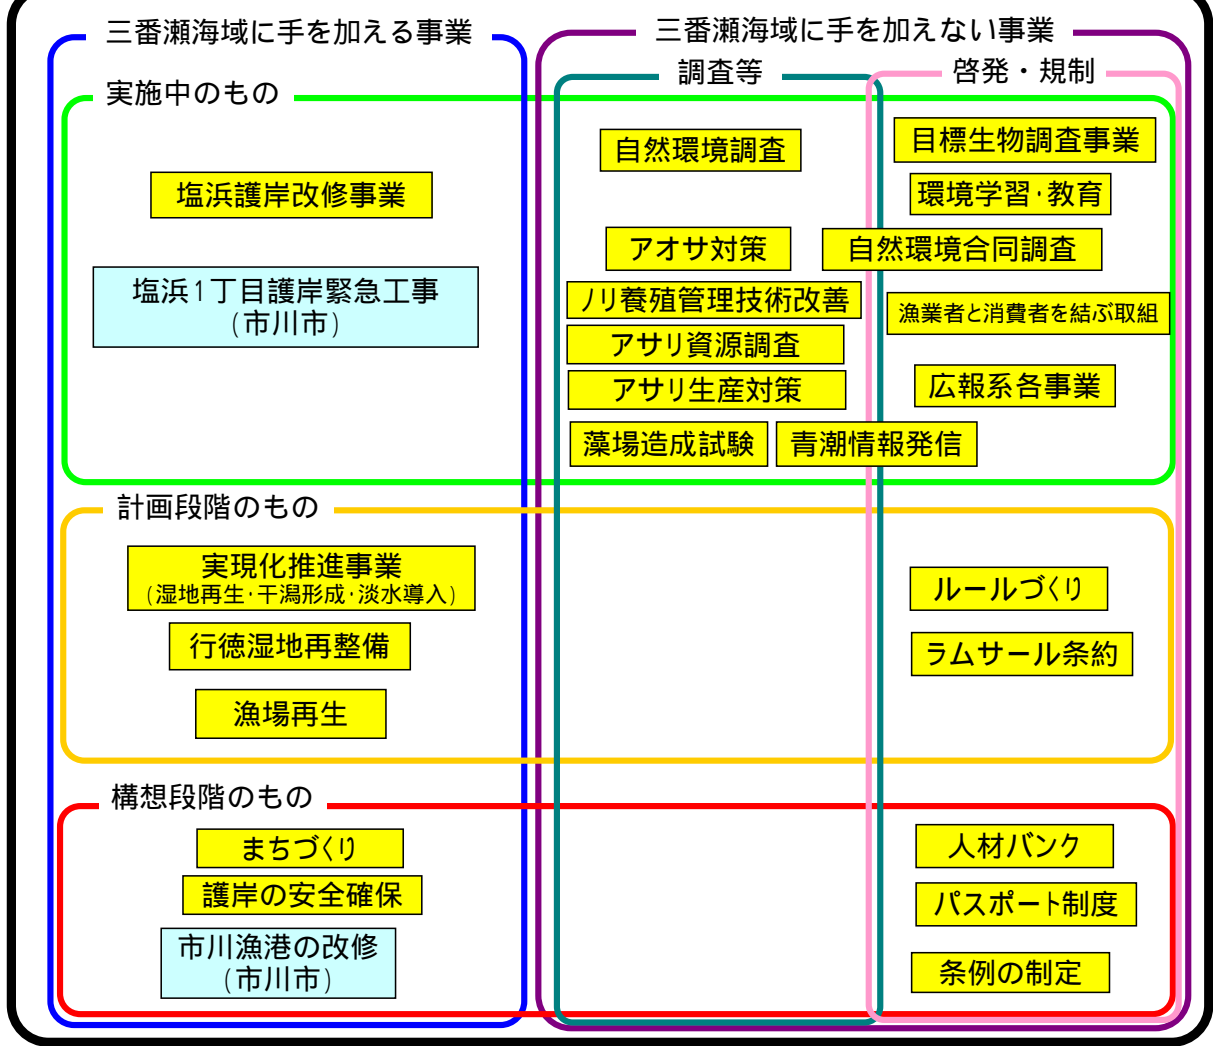 三番瀬海域に手を加える事業
三番瀬海域に手を加えない事業
調査等
啓発・規制
実施中のもの
塩浜護岸改修事業
塩浜1丁目護岸緊急工事
(市川市)
自然環境調査
アオサ対策
ノリ養殖管理技術改善
アサリ資源調査
アサリ生産対策
藻場造成試験
青潮情報発信
目標生物調査事業
環境学習・教育
自然環境合同調査
漁業者と消費者を結ぶ取組
広報系各事業
計画段階のもの
実現化推進事業
(湿地再生・干潟形成・淡水導入)
行徳湿地再整備
漁場再生
ルールづくり
ラムサール条約
構想段階のもの
まちづくり
護岸の安全確保
市川漁港の改修
(市川市)
人材バンク
パスポート制度
条例の制定